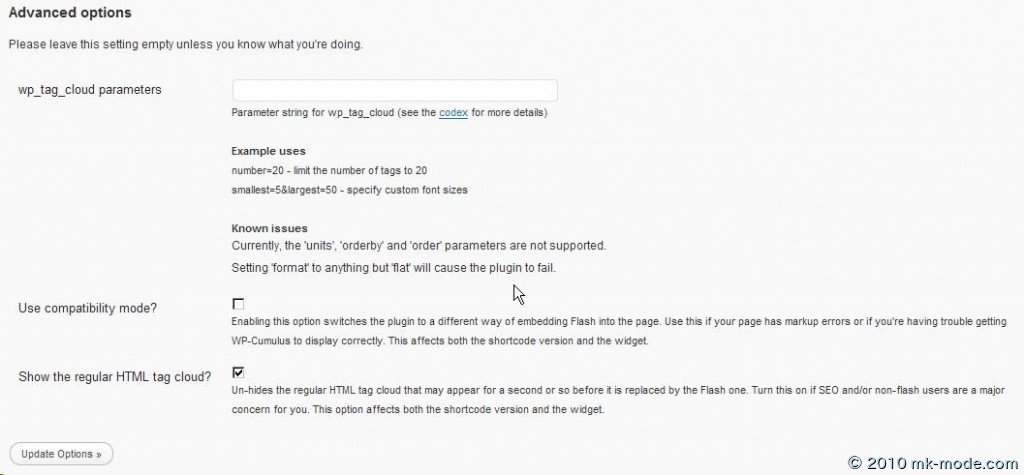 Advanced options
Please leave this setting empty unless you know what you're doing.
wp_tag_cloud parameters
Parameter string for wp_tag_cloud (see the codex for more details)
Example uses
number=20 - limit the number of tags to 20
smallest=5&largest=50 - specify custom font sizes
Known issues
Currently, the 'units', 'orderby' and 'order' parameters are not supported.
Setting 'format' to anything but 'flat' will cause the plugin to fail.
Use compatibility mode?
Enabling this option switches the plugin to a different way of embedding Flash into the page. Use this if your page has markup errors or if you're having trouble getting
WP-Cumulus to display correctly. This affects both the shortcode version and the widget.
Show the regular HTML tag cloud?
Un-hides the regular HTML tag cloud that may appear for a second or so before it is replaced by the Flash one. Turn this on if SEO and/or non-flash users are a major
concern for you. This option affects both the shortcode version and the widget.
Update Options »
© 2010 mk-mode.com